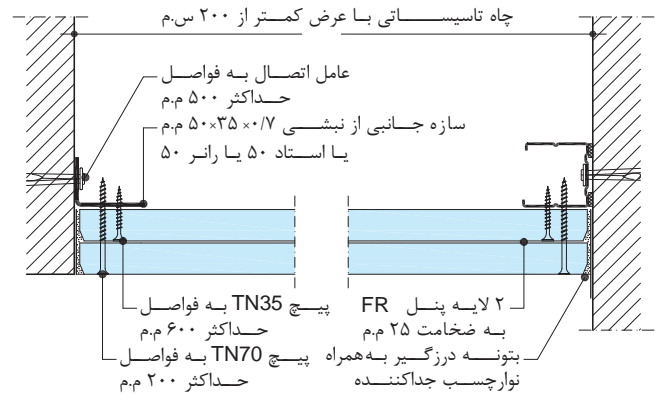 چاه تاسیساتی با عرض کمتر از ۲۰۰ س.م
عامل اتصال به فواصل
حداکثر ۵۰۰ م.م
سازه جانبی از نبشی ۰/۷×۳۵×۵۰ م.م
یا استاد ۵۰ یا رانر ۵۰
۲ لایه پنل FR
به ضخامت ۲۵ م.م
بتونه درزگیر به‌همراه
نوارچسب جداکننده
پیچ TN35 به فواصل
حداکثر ۶۰۰ م.م
پیچ TN70 به فواصل
حداکثر ۲۰۰ م.م